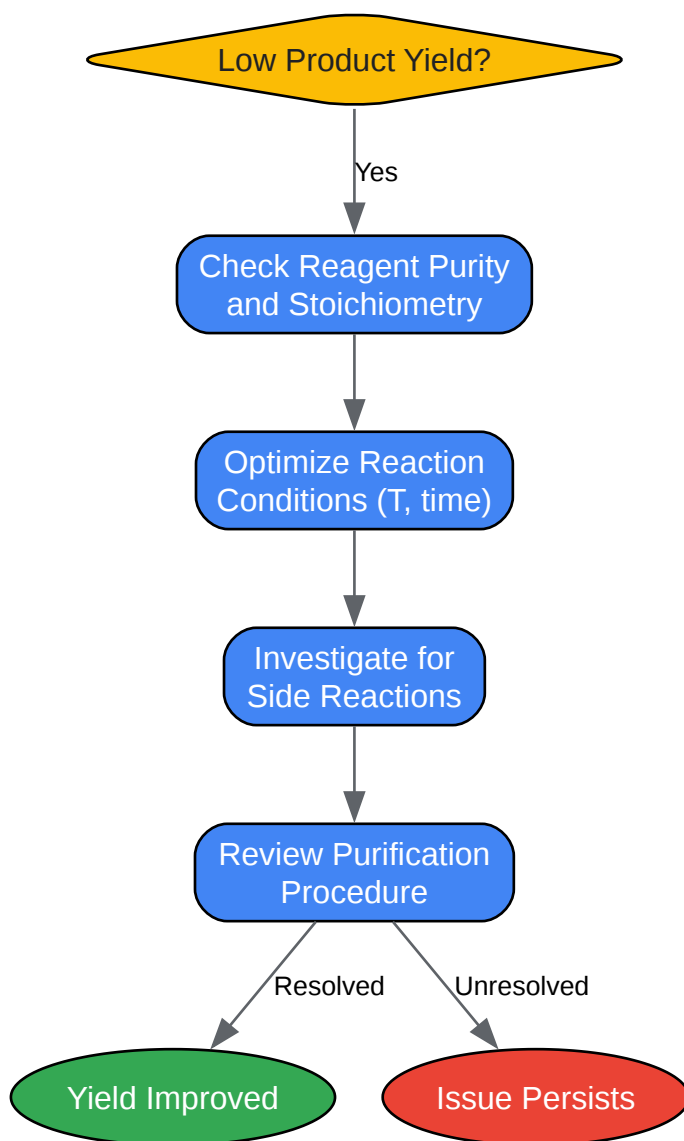 Low Product Yield?
Yes
Check Reagent Purity
and Stoichiometry
Optimize Reaction
Conditions (T, time)
Investigate for
Side Reactions
Review Purification
Procedure
Resolved
Unresolved
Yield Improved
Issue Persists